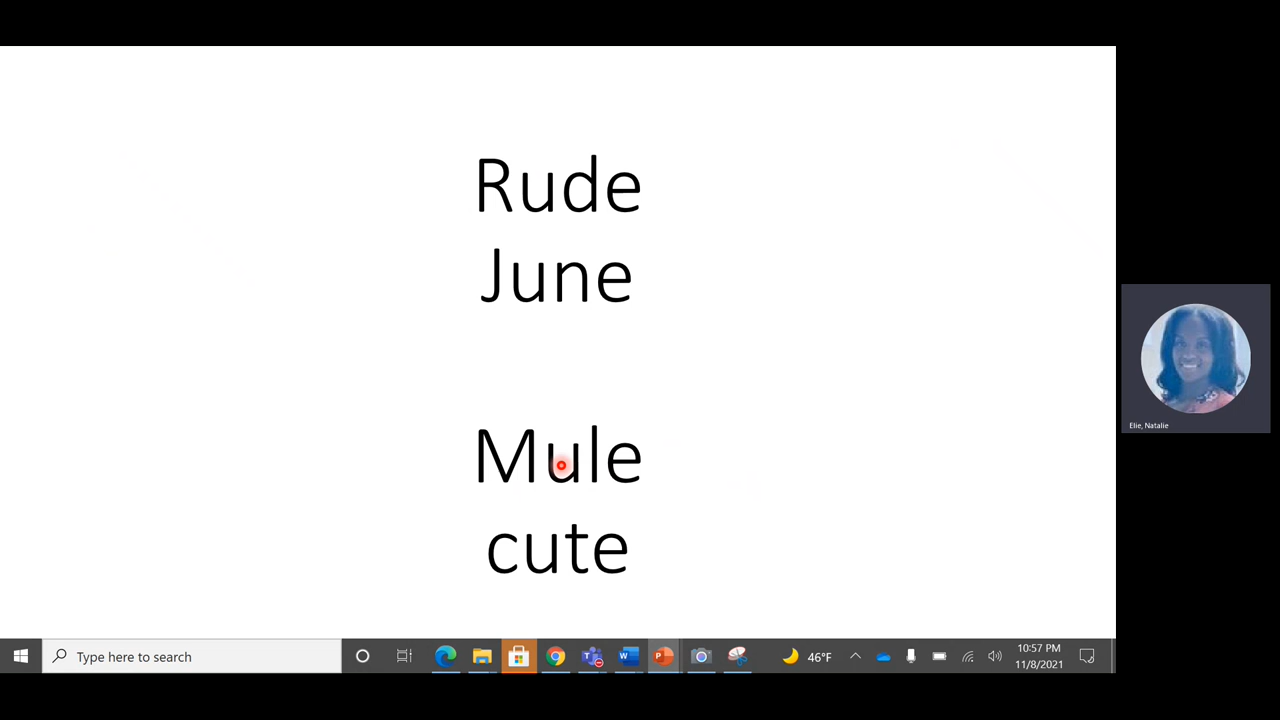 Rude
June
Mule
cute
Elie, Natalie
Type here to search
46°F
10:57 PM
11/8/2021